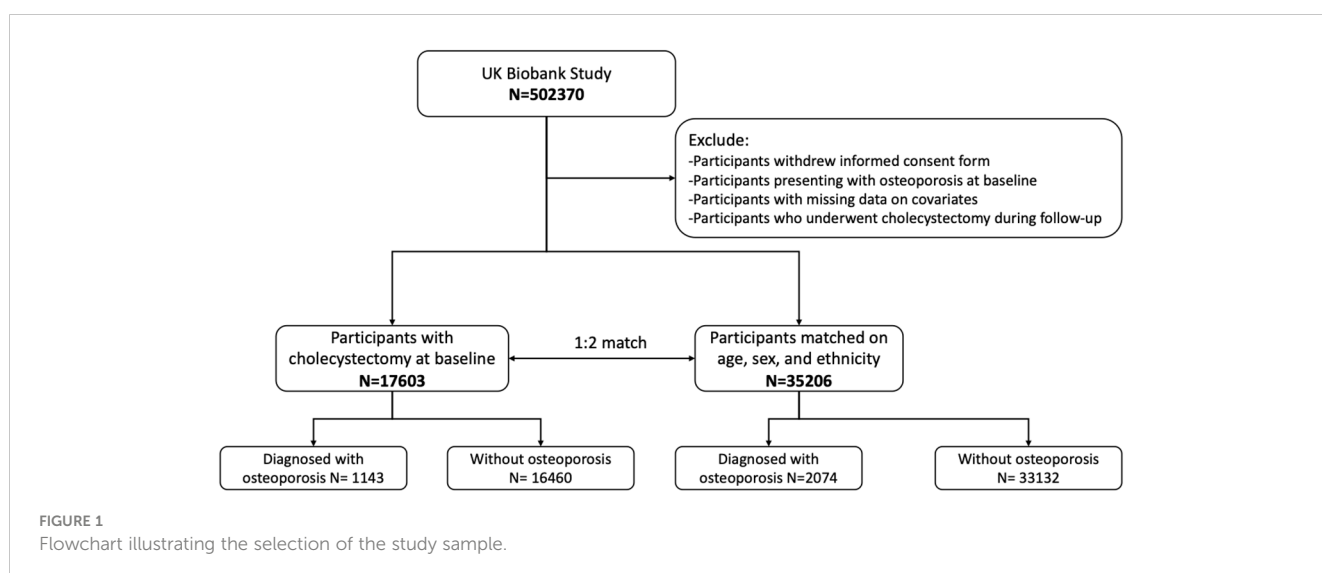 UK Biobank Study
N=502370
Exclude:
-Participants withdrew informed consent form
-Participants presenting with osteoporosis at baseline
-Participants with missing data on covariates
-Participants who underwent cholecystectomy during follow-up
Participants with
cholecystectomy at baseline
N=17603
1:2 match
Participants matched on
age, sex, and ethnicity
N=35206
Diagnosed with
osteoporosis N= 1143
Without osteoporosis
N= 16460
Diagnosed with
osteoporosis N=2074
Without osteoporosis
N= 33132
FIGURE 1
Flowchart illustrating the selection of the study sample.